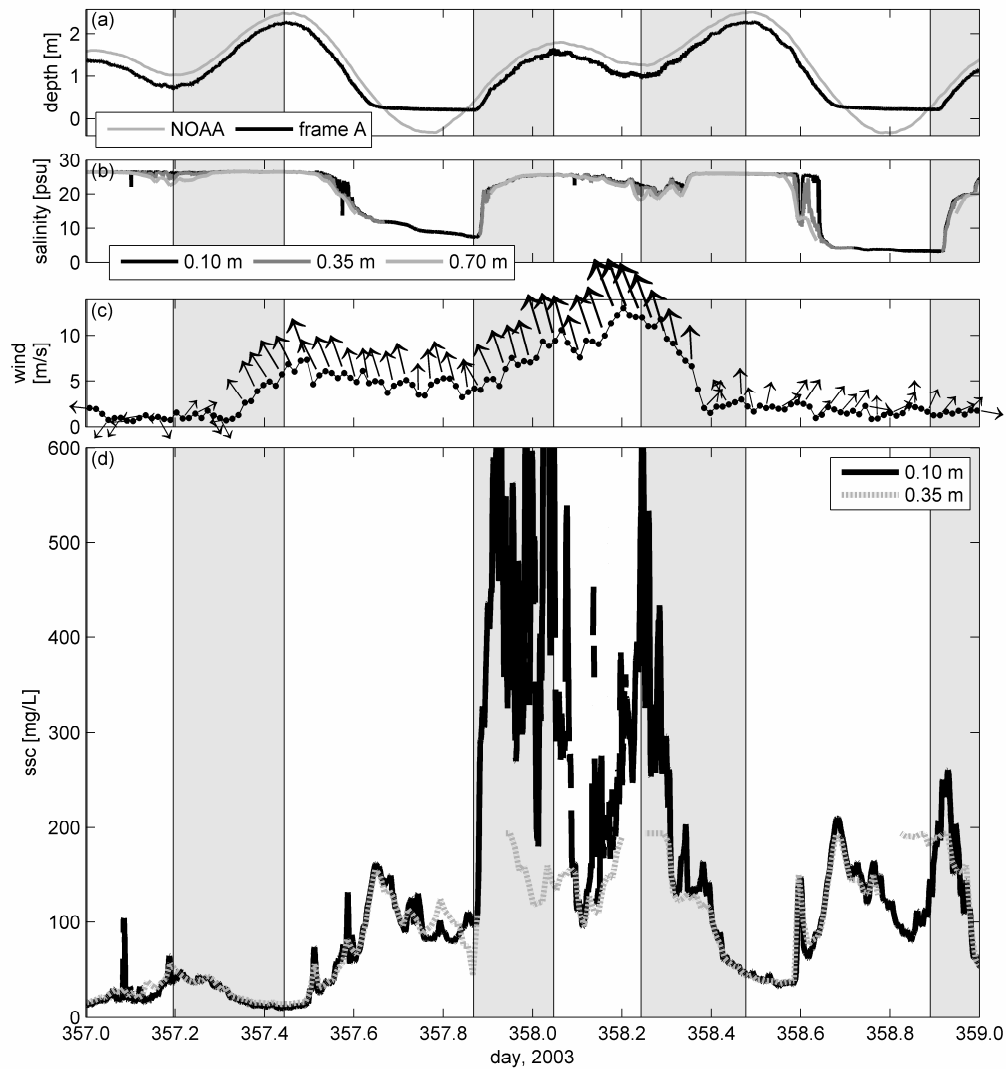 (a)
2
1
0
depth [m]
NOAA frame A
(b)
30
20
10
0
salinity [psu]
0.10 m 0.35 m 0.70 m
(c)
10
5
0
wind
[m/s]
(d)
600
500
400
300
200
100
0
ssc [mg/L]
0.10 m
0.35 m
357.0 357.2 357.4 357.6 357.8 358.0 358.2 358.4 358.6 358.8 359.0
day, 2003